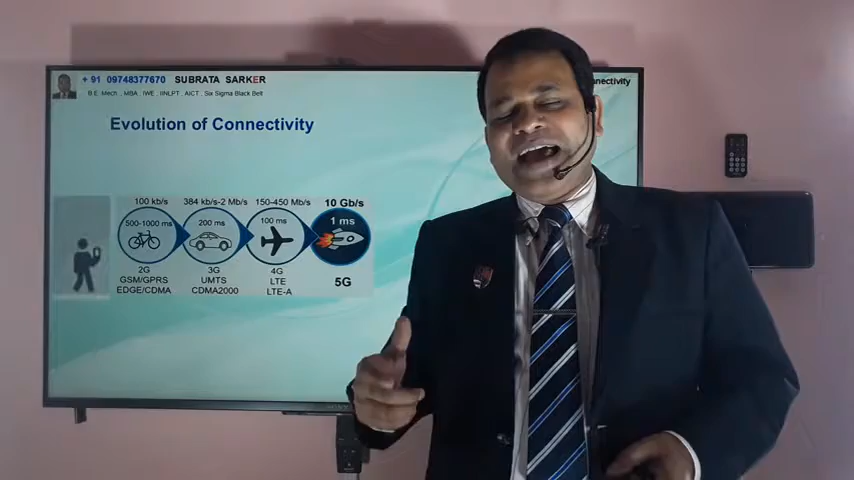 + 91 09748377670 SUBRATA SARKER
B.E Mech , MBA , IWE , IINLPT , AICT , Six Sigma Black Belt
nnectivity
Evolution of Connectivity
100 kb/s 384 kb/s-2 Mb/s 150-450 Mb/s 10 Gb/s
500-1000 ms 200 ms 100 ms 1 ms
2G 3G 4G 5G
GSM/GPRS UMTS LTE
EDGE/CDMA CDMA2000 LTE-A